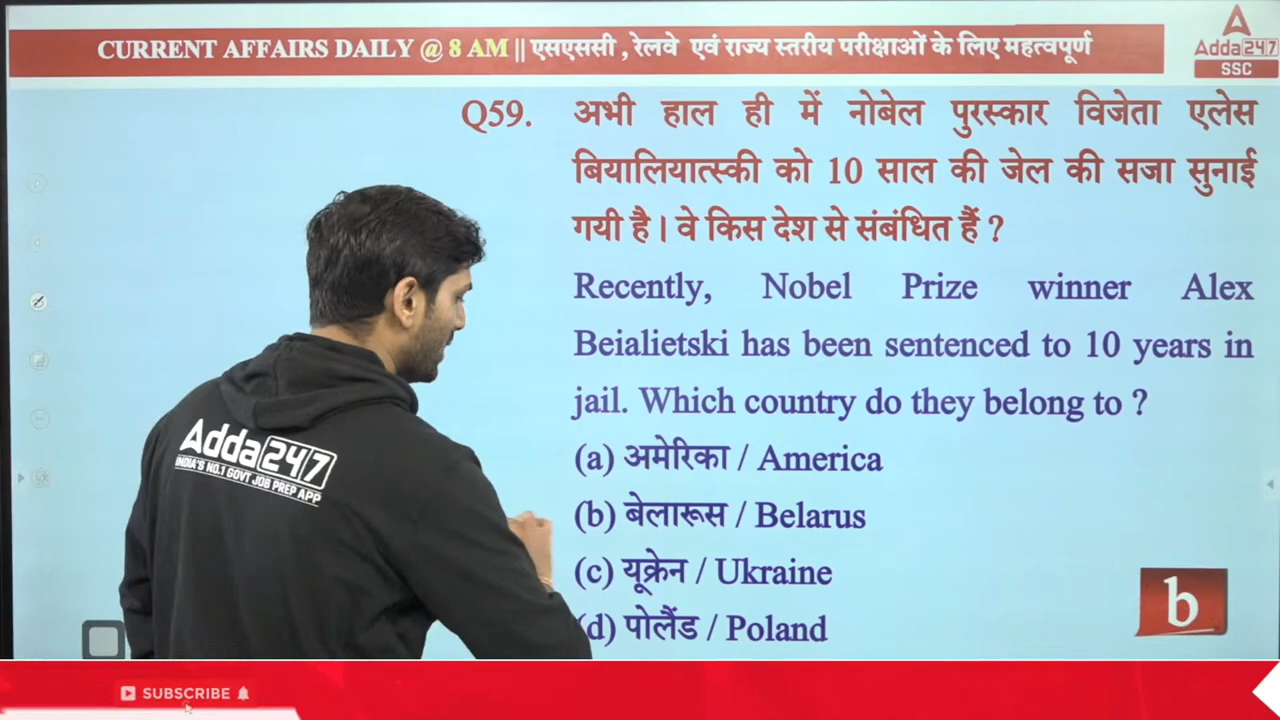 CURRENT AFFAIRS DAILY @ 8 AM || एसएससी , रेलवे एवं राज्य स्तरीय परीक्षाओं के लिए महत्वपूर्ण
Adda247
SSC
Q59. अभी हाल ही में नोबेल पुरस्कार विजेता एलेस
बियालियात्स्की को 10 साल की जेल की सजा सुनाई
गयी है। वे किस देश से संबंधित हैं ?
Recently, Nobel Prize winner Alex
Beialietski has been sentenced to 10 years in
jail. Which country do they belong to ?
(a) अमेरिका / America
(b) बेलारूस / Belarus
(c) यूक्रेन / Ukraine
(d) पोलैंड / Poland
b
Adda247
INDIA'S NO.1 GOVT JOB PREP APP
SUBSCRIBE